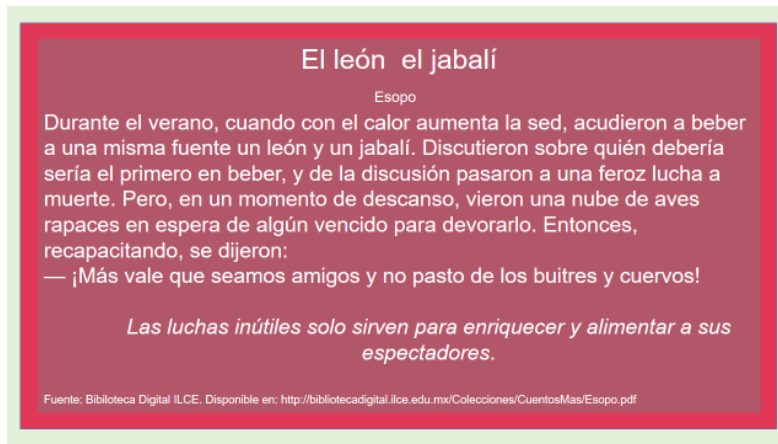 El león  el jabalí
Esopo
Durante el verano, cuando con el calor aumenta la sed, acudieron a beber
a una misma fuente un león y un jabalí. Discutieron sobre quién debería
sería el primero en beber, y de la discusión pasaron a una feroz lucha a
muerte. Pero, en un momento de descanso, vieron una nube de aves
rapaces en espera de algún vencido para devorarlo. Entonces,
recapacitando, se dijeron:
— ¡Más vale que seamos amigos y no pasto de los buitres y cuervos!
Las luchas inútiles solo sirven para enriquecer y alimentar a sus
espectadores.
Fuente: Bibiloteca Digital ILCE. Disponible en: http://bibliotecadigital.ilce.edu.mx/Colecciones/CuentosMas/Esopo.pdf